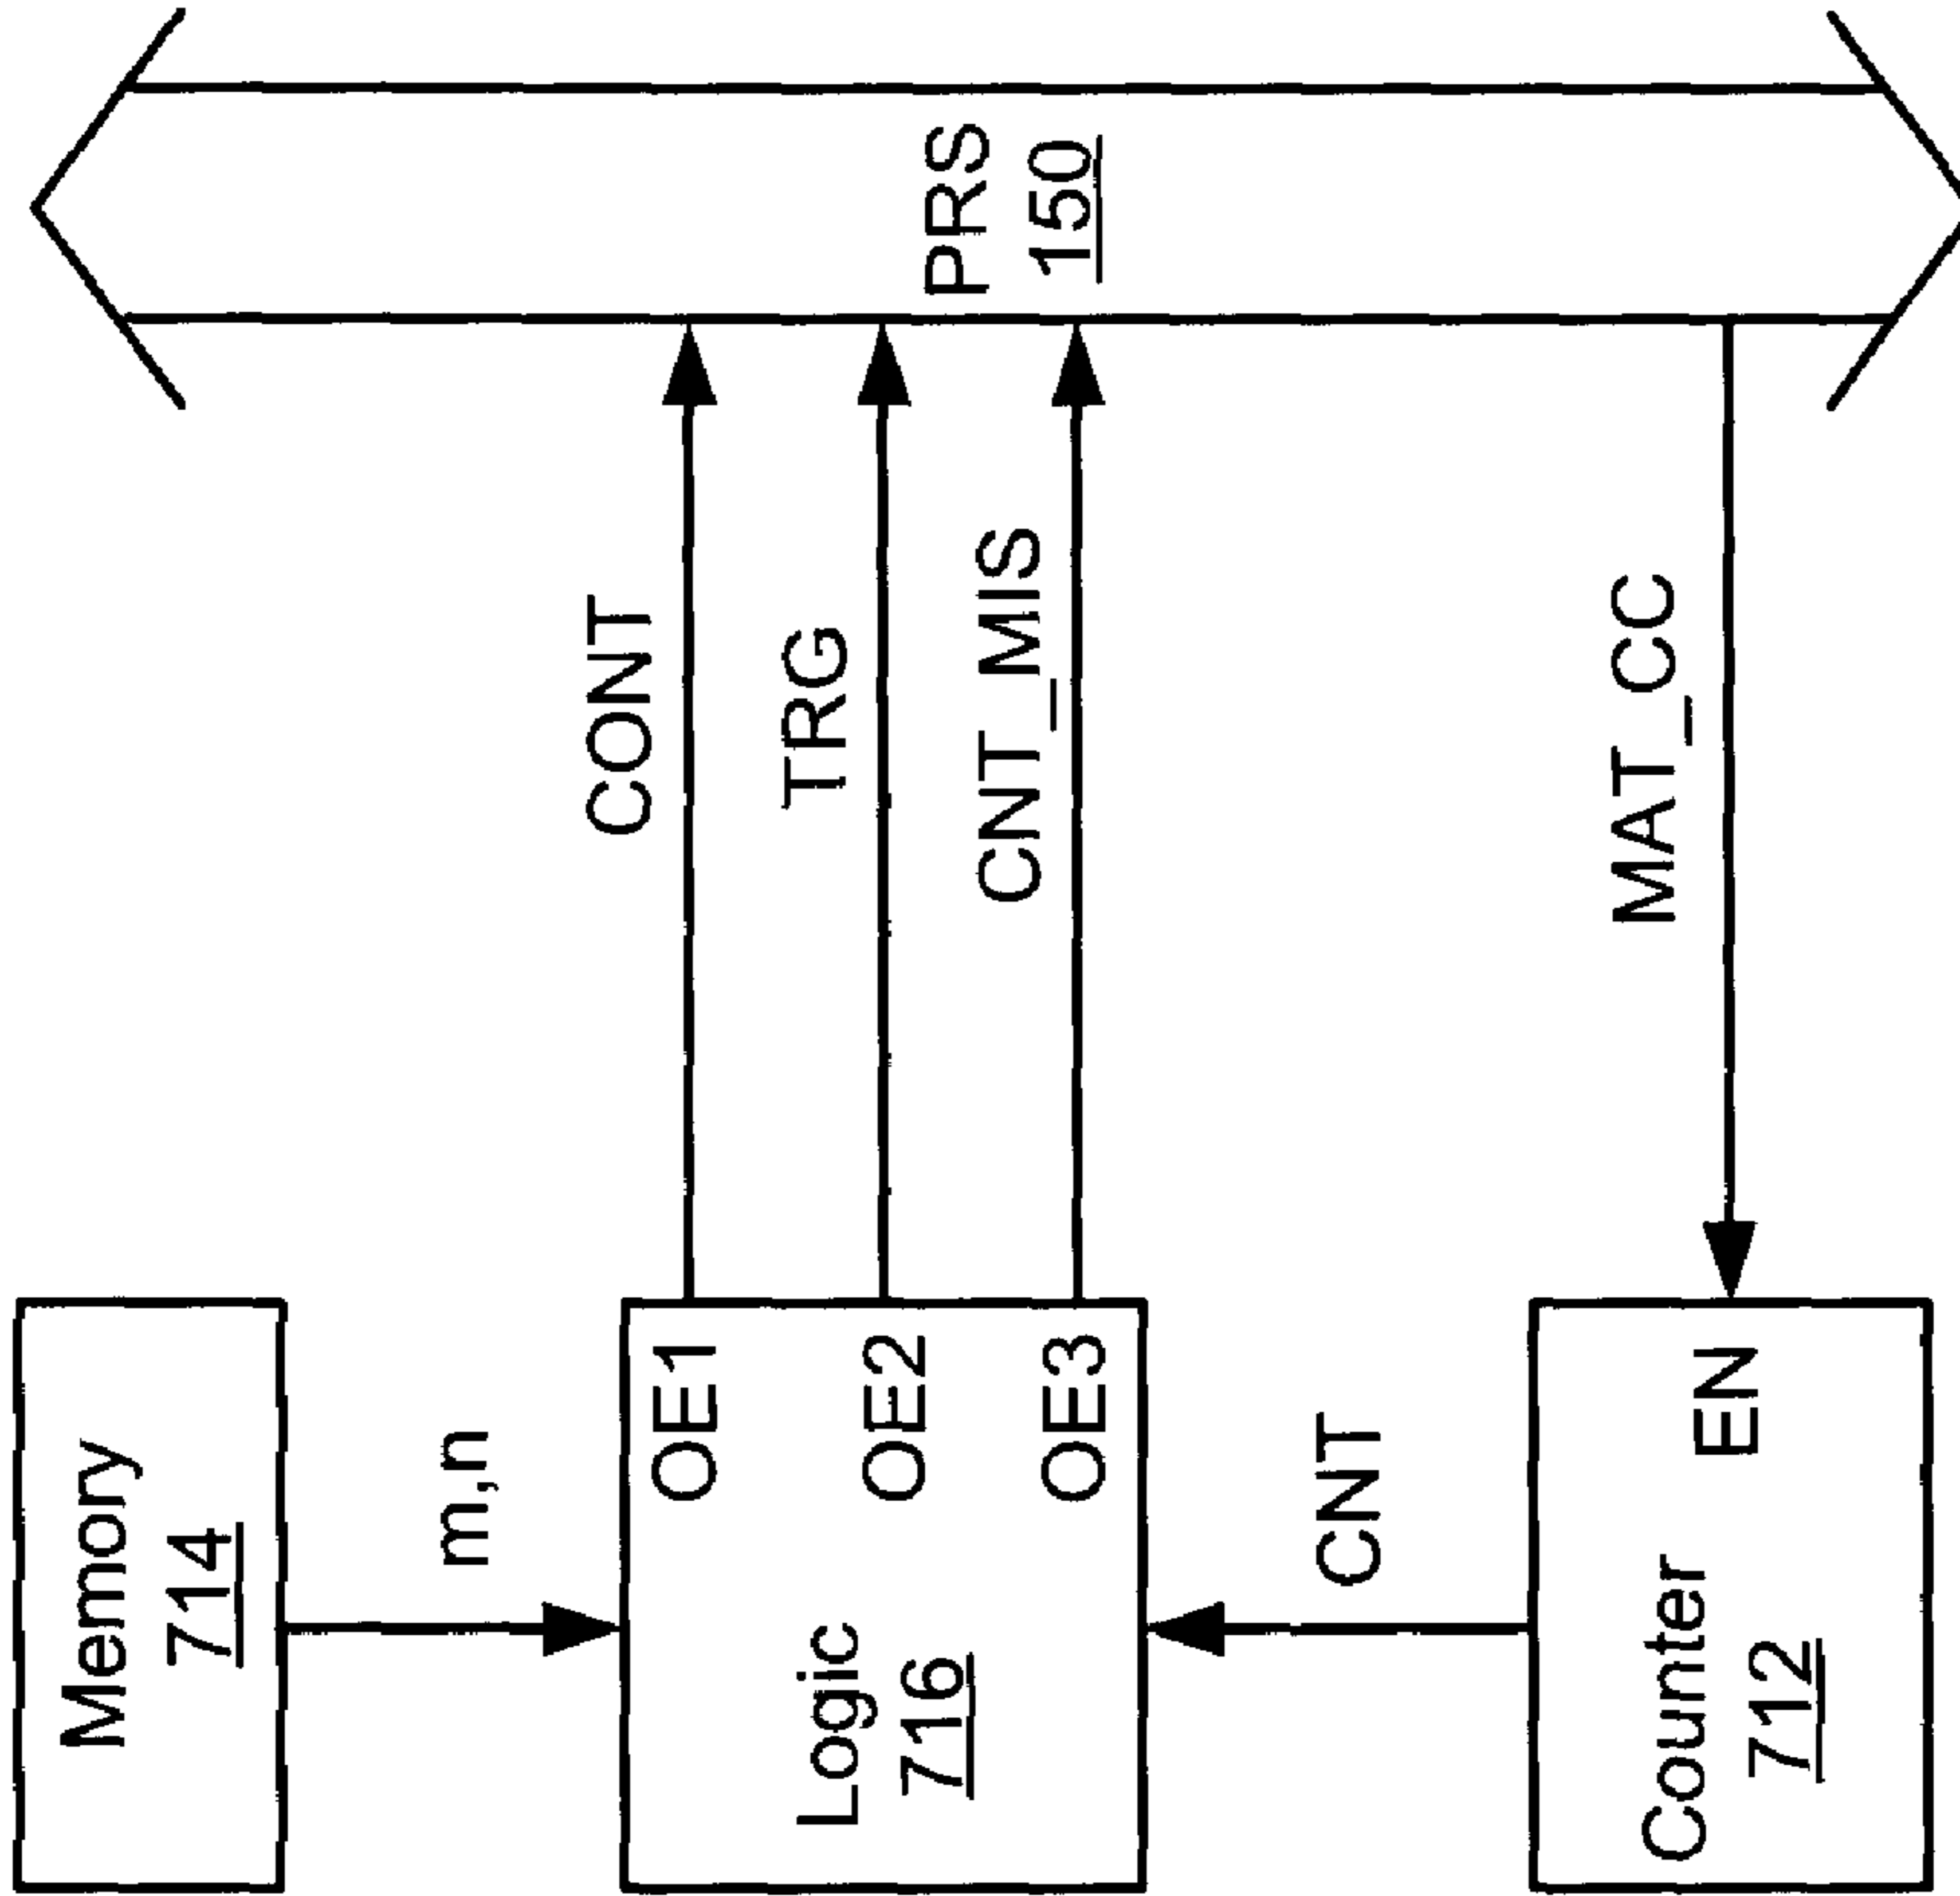 Memory
714
m,n
Logic
716
OE1
OE2
OE3
CONT
TRG
CNT_MIS
PRS
150
CNT
Counter
712
EN
MAT_CC